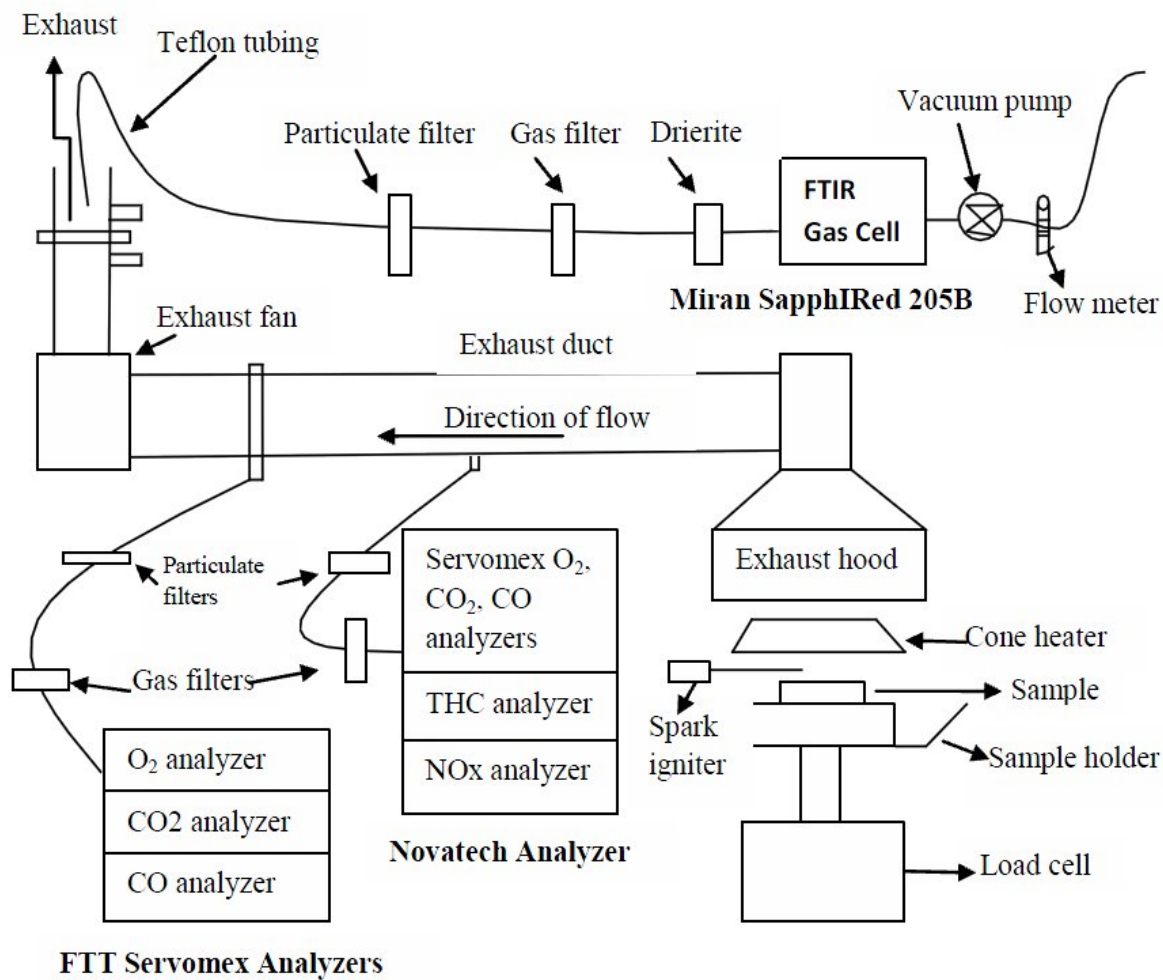 Exhaust
Teflon tubing
Vacuum pump
Particulate filter
Gas filter
Drierite
FTIR
Gas Cell
Miran SapphIRed 205B
Flow meter
Exhaust fan
Exhaust duct
Direction of flow
Particulate
filters
Servomex O₂,
CO₂, CO
analyzers
Exhaust hood
Cone heater
Gas filters
THC analyzer
Spark
igniter
Sample
Sample holder
O₂ analyzer
NOx analyzer
CO2 analyzer
Novatech Analyzer
CO analyzer
Load cell
FTT Servomex Analyzers